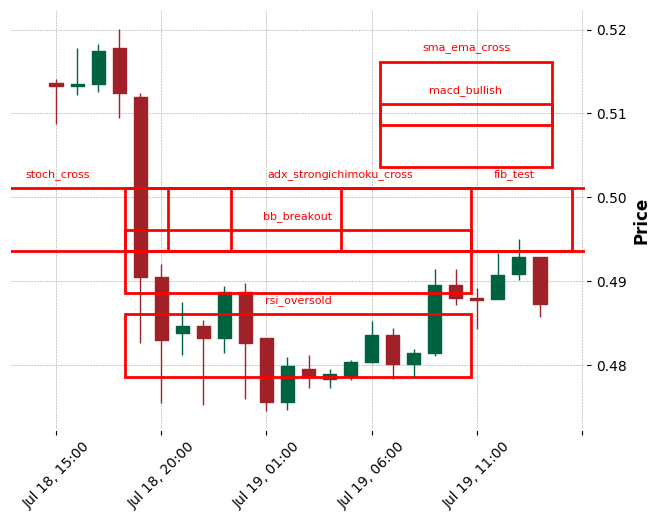 0.52
sma_ema_cross
macd_bullish
0.51
stoch_cross
adx_strongichimoku_cross
fib_test
0.50
bb_breakout
Price
0.49
rsi_oversold
0.48
Jul 18, 15:00
Jul 18, 20:00
Jul 19, 01:00
Jul 19, 06:00
Jul 19, 11:00